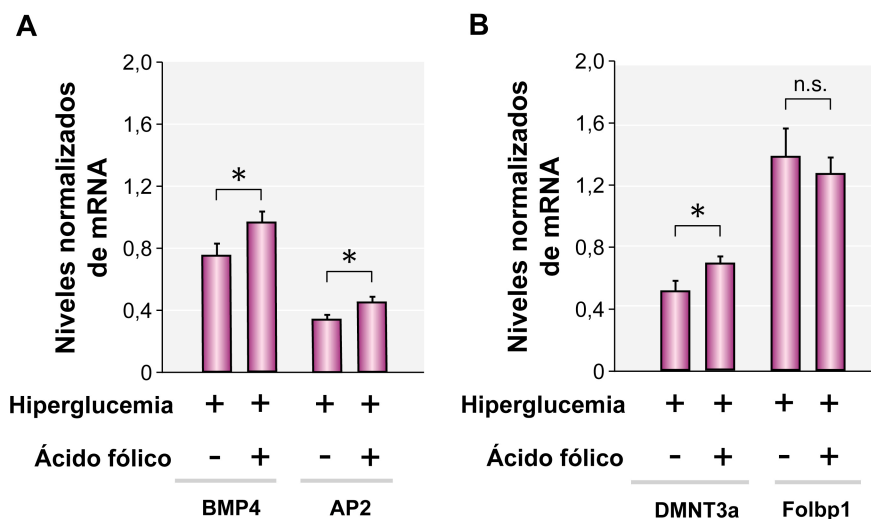 A
Niveles normalizados
de mRNA
2,0
1,6
1,2
0,8
0,4
0
*
*
Hiperglucemia + + + +
Ácido fólico - + - +
BMP4 AP2
B
Niveles normalizados
de mRNA
2,0
1,6
1,2
0,8
0,4
0
*
n.s.
Hiperglucemia + + + +
Ácido fólico - + - +
DMNT3a Folbp1